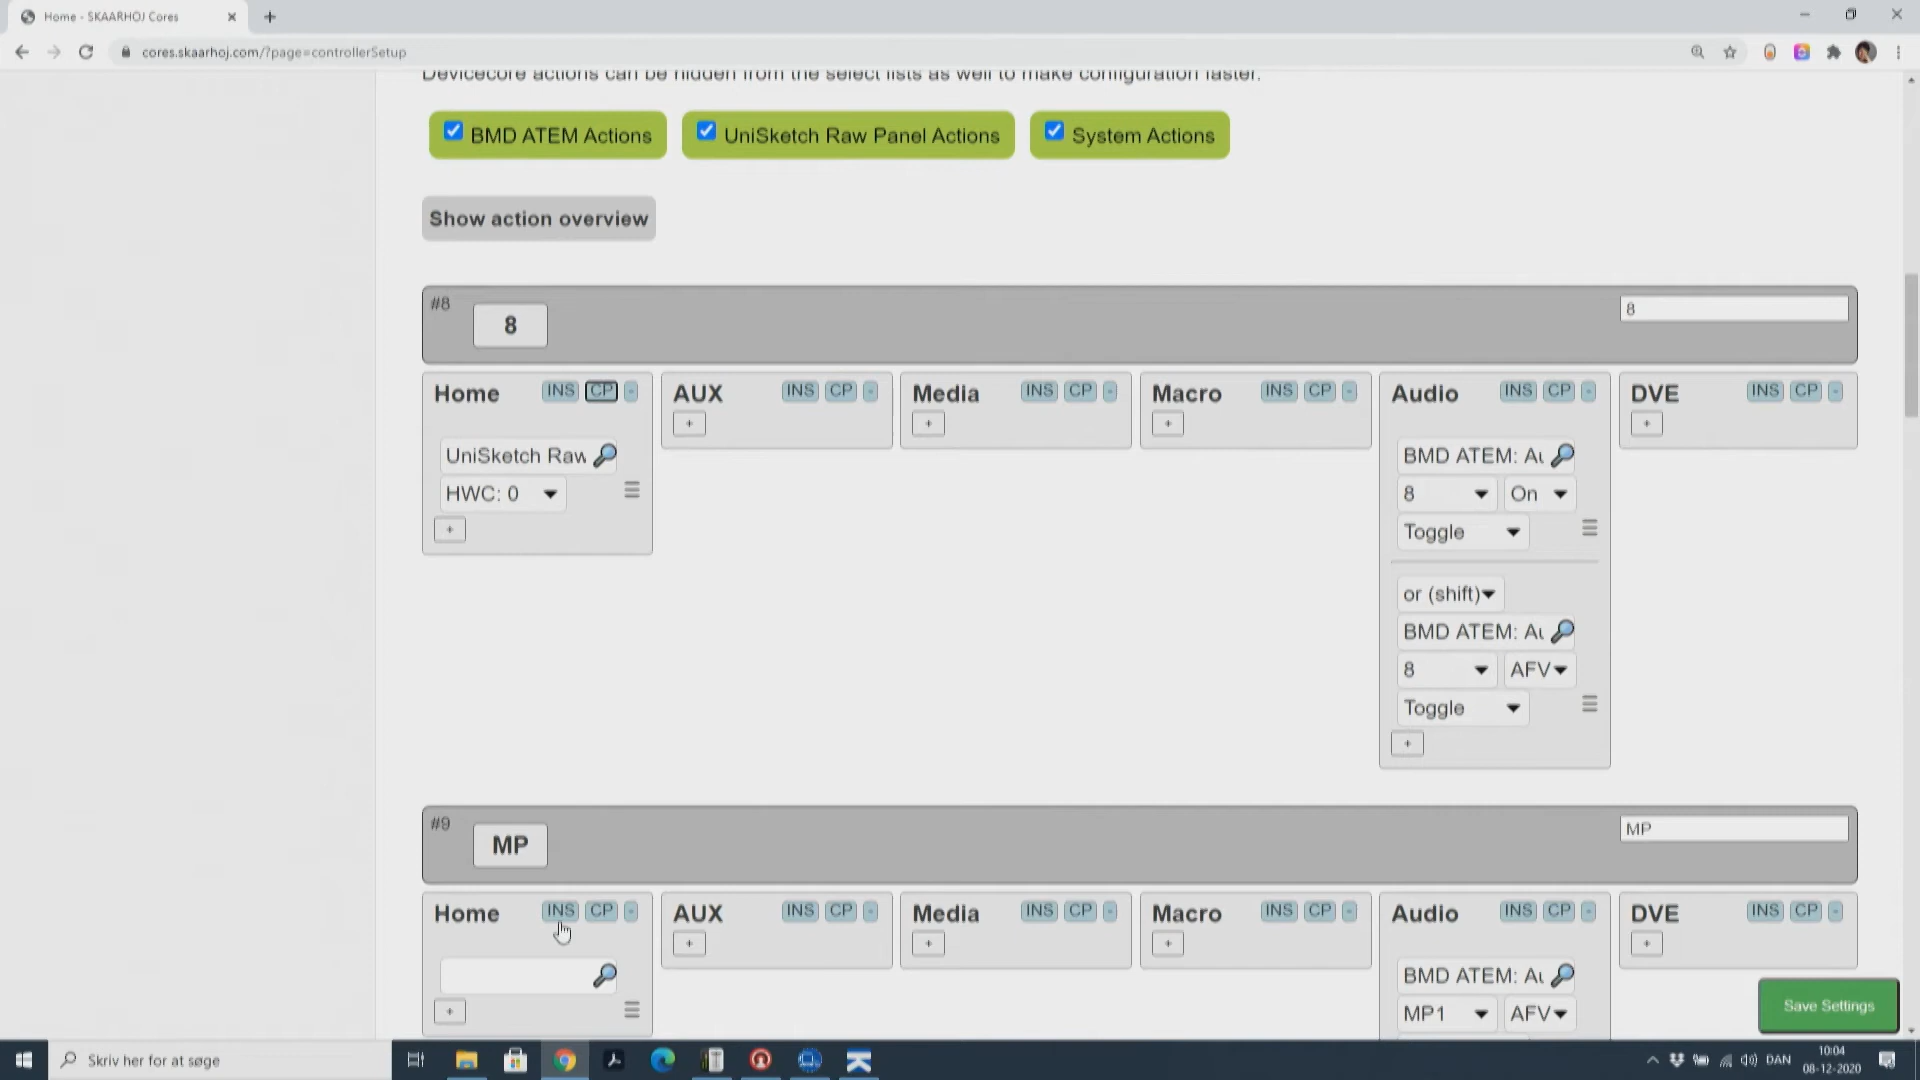 Home - SKAARHOJ Cores
cores.skaarhoj.com/?page=controllerSetup
Devicecore actions can be hidden from the select lists as well to make configuration faster.
BMD ATEM Actions UniSketch Raw Panel Actions System Actions
Show action overview
#8 8 8
Home INS CP - AUX INS CP - Media INS CP - Macro INS CP - Audio INS CP - DVE INS CP -
+ + + +
UniSketch Raw BMD ATEM: Au
HWC: 0 8 On
+ Toggle
or (shift)
BMD ATEM: Au
8 AFV
Toggle
+
#9 MP MP
Home INS CP - AUX INS CP - Media INS CP - Macro INS CP - Audio INS CP - DVE INS CP -
+ + + +
BMD ATEM: Au
+ MP1 AFV
Save Settings
Skriv her for at søge
DAN
10:04
08-12-2020